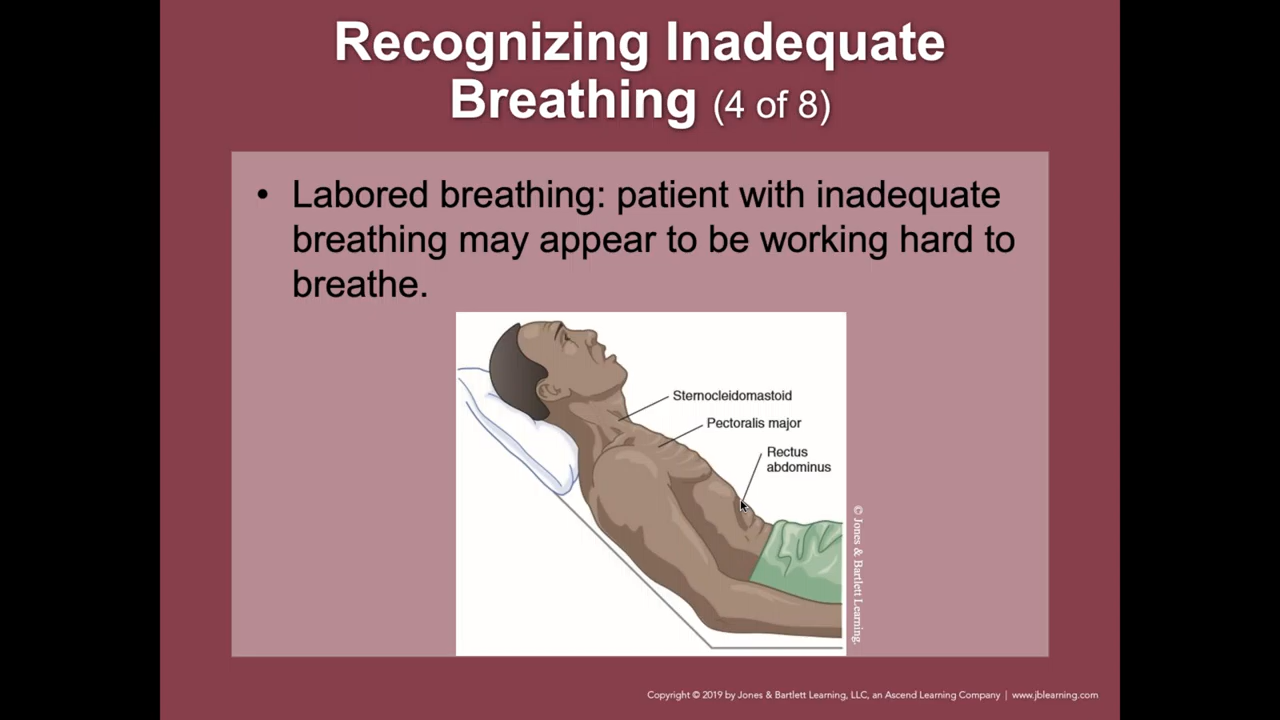 Recognizing Inadequate
Breathing (4 of 8)
• Labored breathing: patient with inadequate
breathing may appear to be working hard to
breathe.
Sternocleidomastoid
Pectoralis major
Rectus
abdominus
© Jones & Bartlett Learning.
Copyright © 2019 by Jones & Bartlett Learning, LLC, an Ascend Learning Company | www.jblearning.com